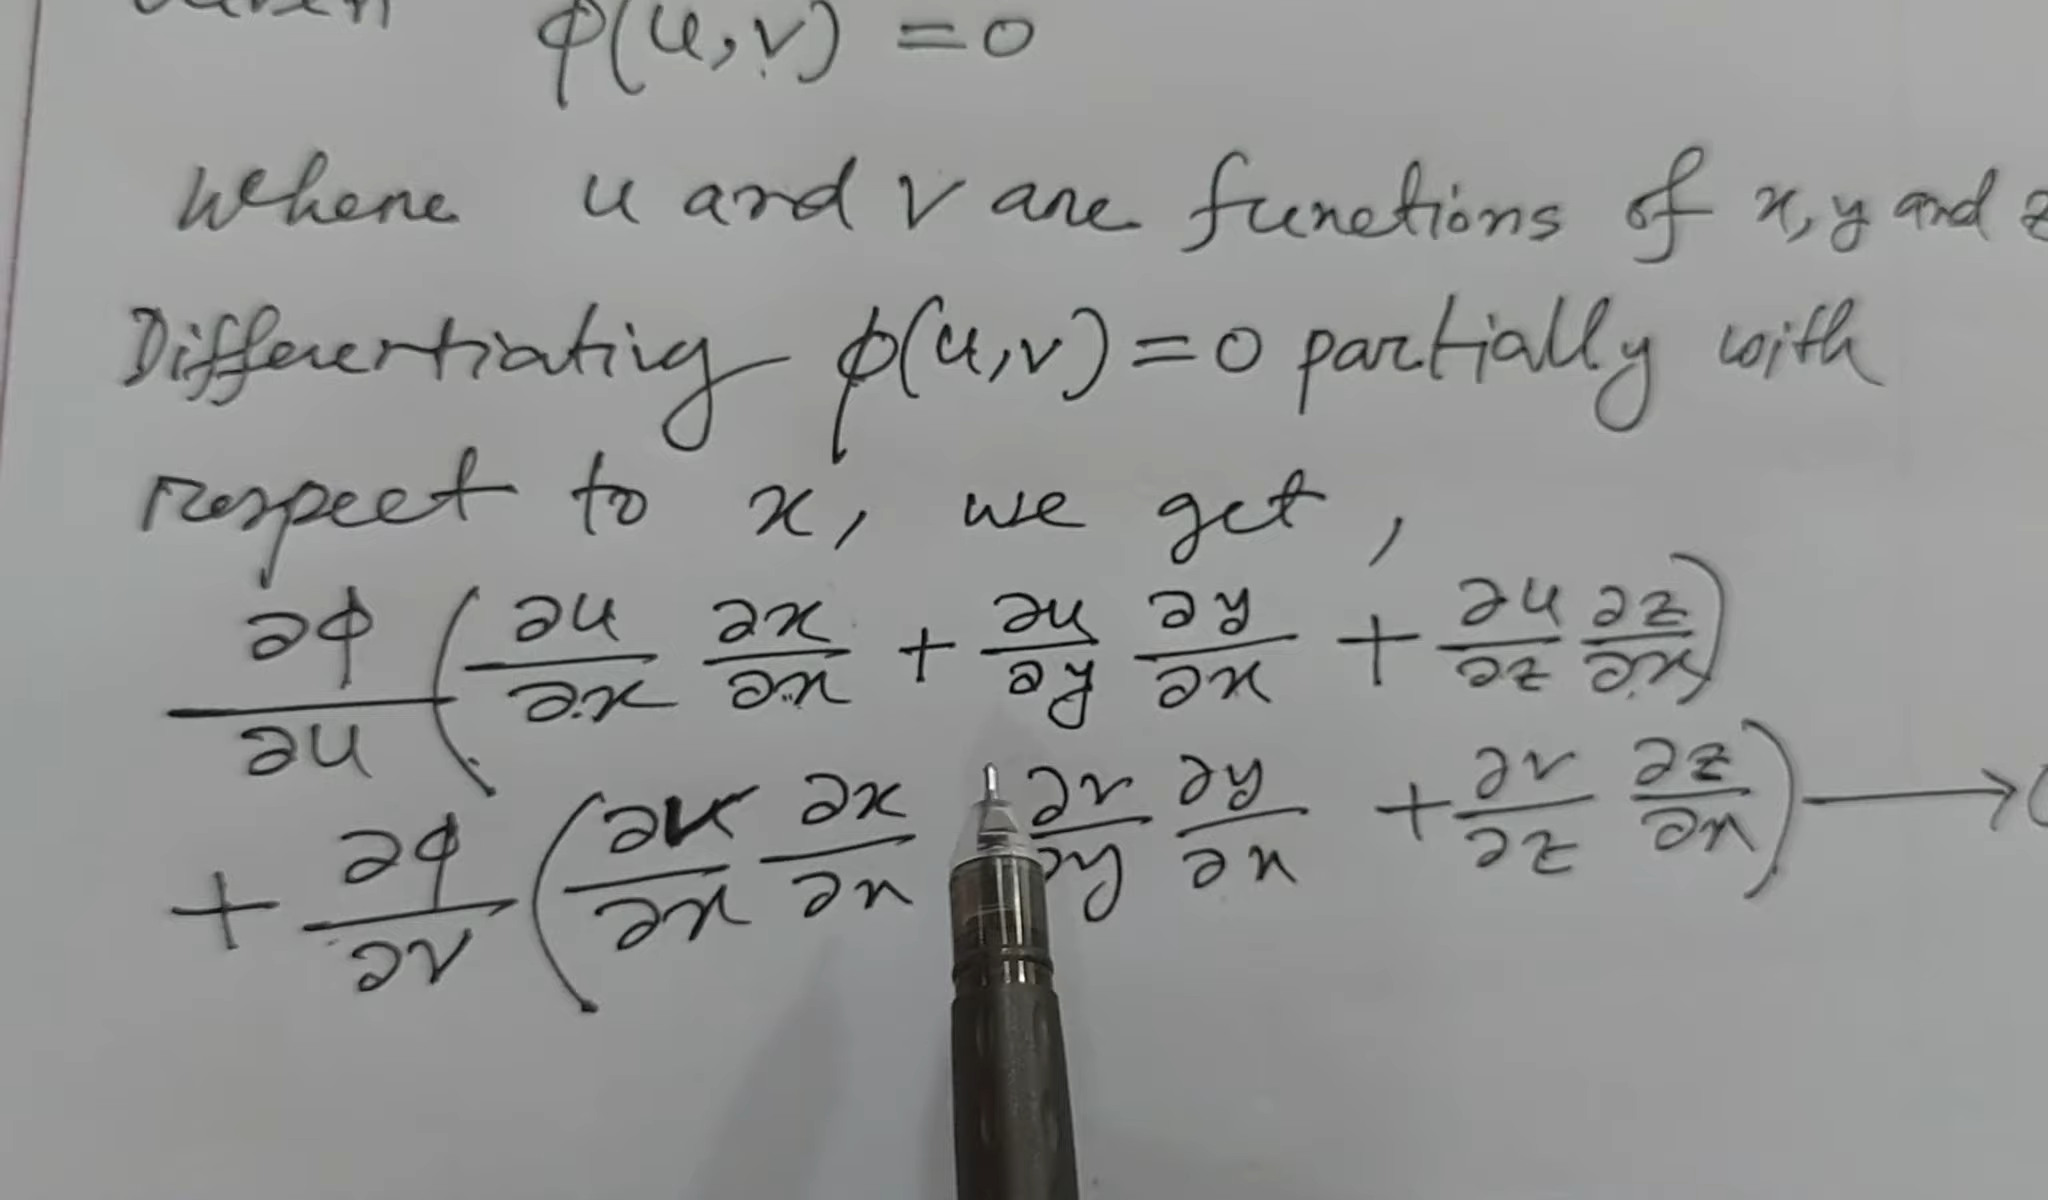 φ(u,v) = 0
where u and v are functions of x, y and z
Differentiating φ(u,v) = 0 partially with
respect to x, we get,
∂φ/∂u (∂u/∂x ∂x/∂x + ∂u/∂y ∂y/∂x + ∂u/∂z ∂z/∂x)
+ ∂φ/∂v (∂v/∂x ∂x/∂x ∂v/∂y ∂y/∂x + ∂v/∂z ∂z/∂x) →